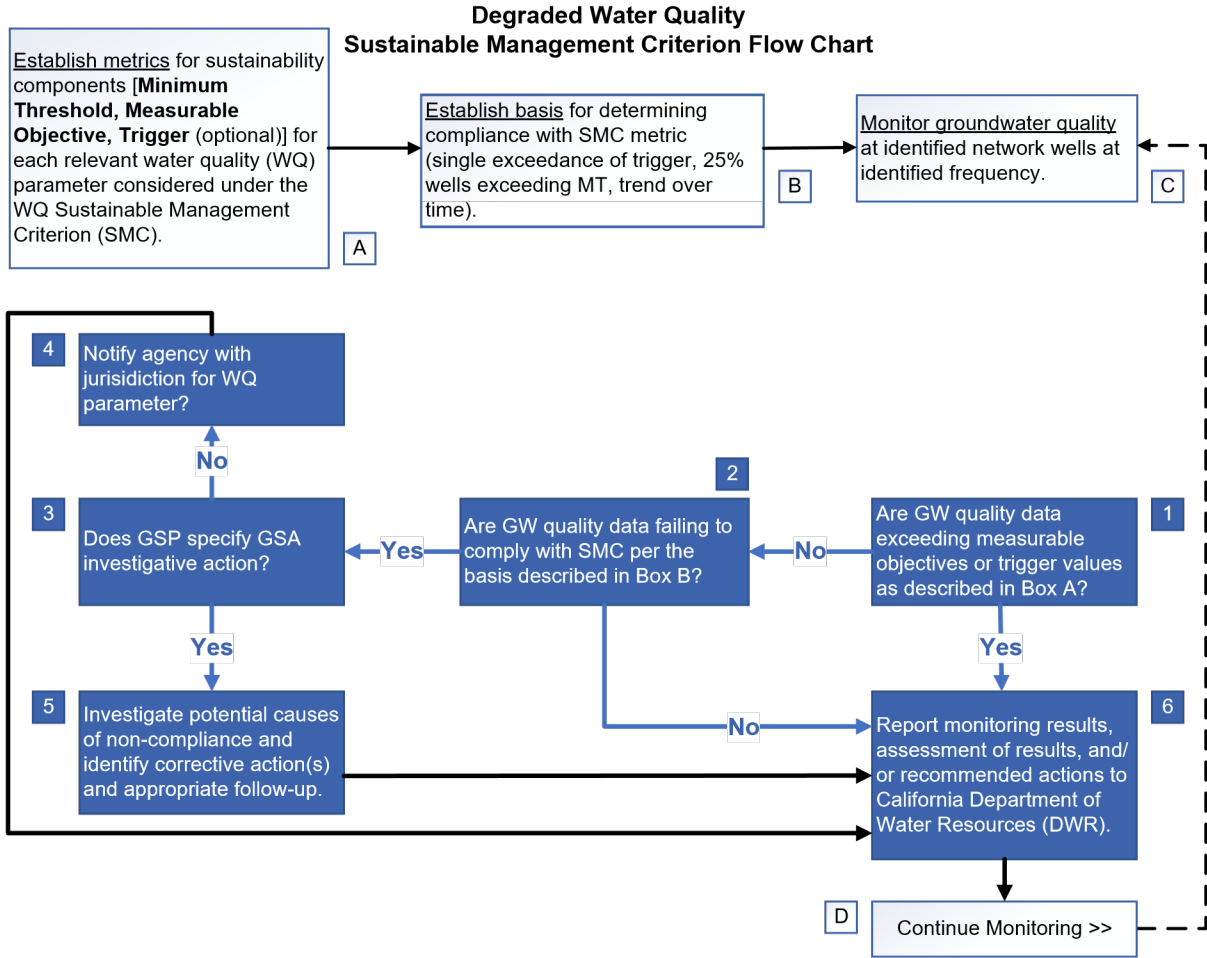 Degraded Water Quality
Sustainable Management Criterion Flow Chart
Establish metrics for sustainability
components [Minimum
Threshold, Measurable
Objective, Trigger (optional)] for
each relevant water quality (WQ)
parameter considered under the
WQ Sustainable Management
Criterion (SMC).
A
Establish basis for determining
compliance with SMC metric
(single exceedance of trigger, 25%
wells exceeding MT, trend over
time).
B
Monitor groundwater quality
at identified network wells at
identified frequency.
C
4
Notify agency with
jurisidiction for WQ
parameter?
No
3
Does GSP specify GSA
investigative action?
Yes
2
Are GW quality data failing to
comply with SMC per the
basis described in Box B?
No
1
Are GW quality data
exceeding measurable
objectives or trigger values
as described in Box A?
Yes
Yes
5
Investigate potential causes
of non-compliance and
identify corrective action(s)
and appropriate follow-up.
No
6
Report monitoring results,
assessment of results, and/
or recommended actions to
California Department of
Water Resources (DWR).
D
Continue Monitoring >>